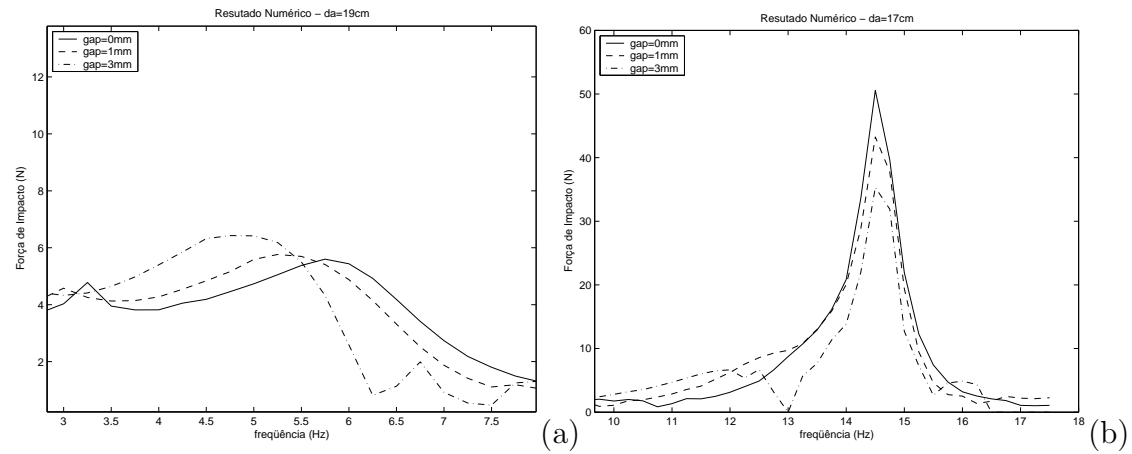 Resutado Numérico – da=19cm
gap=0mm
gap=1mm
gap=3mm
12
10
8
6
4
2
Força de Impacto (N)
3 3.5 4 4.5 5 5.5 6 6.5 7 7.5
freqüência (Hz)
(a)
Resutado Numérico – da=17cm
gap=0mm
gap=1mm
gap=3mm
60
50
40
30
20
10
0
Força de Impacto (N)
10 11 12 13 14 15 16 17 18
freqüência (Hz)
(b)